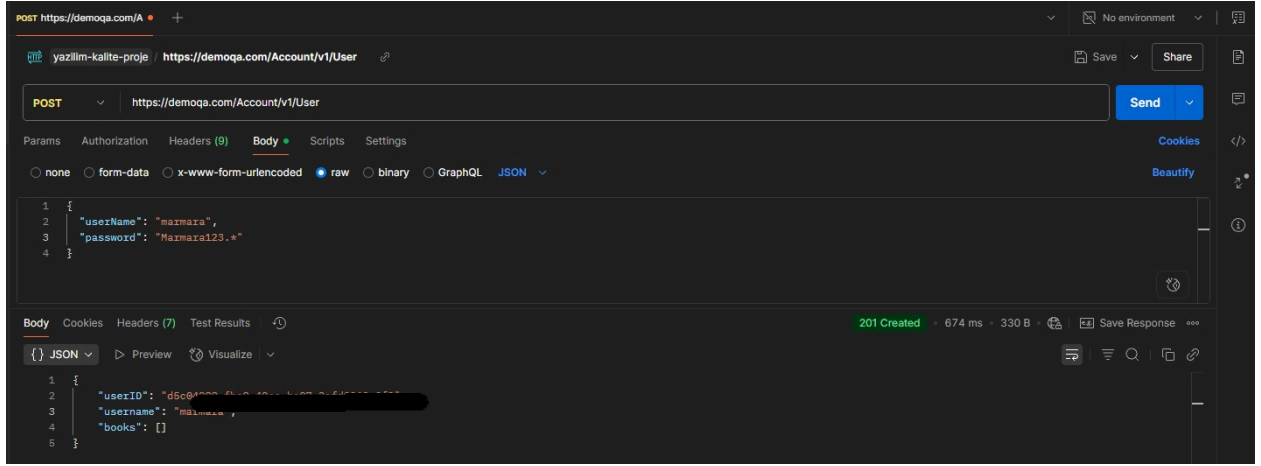 POST https://demoqa.com/A
No environment
HTTP yazilim-kalite-proje / https://demoqa.com/Account/v1/User
Save Share
POST https://demoqa.com/Account/v1/User Send
Params Authorization Headers (9) Body Scripts Settings Cookies
none form-data x-www-form-urlencoded raw binary GraphQL JSON Beautify
1 {
2 "userName": "marmara",
3 "password": "Marmara123.*"
4 }
Body Cookies Headers (7) Test Results 201 Created 674 ms 330 B Save Response
{} JSON Preview Visualize
1 {
2 "userID":
3 "username": "marmara",
4 "books": []
5 }